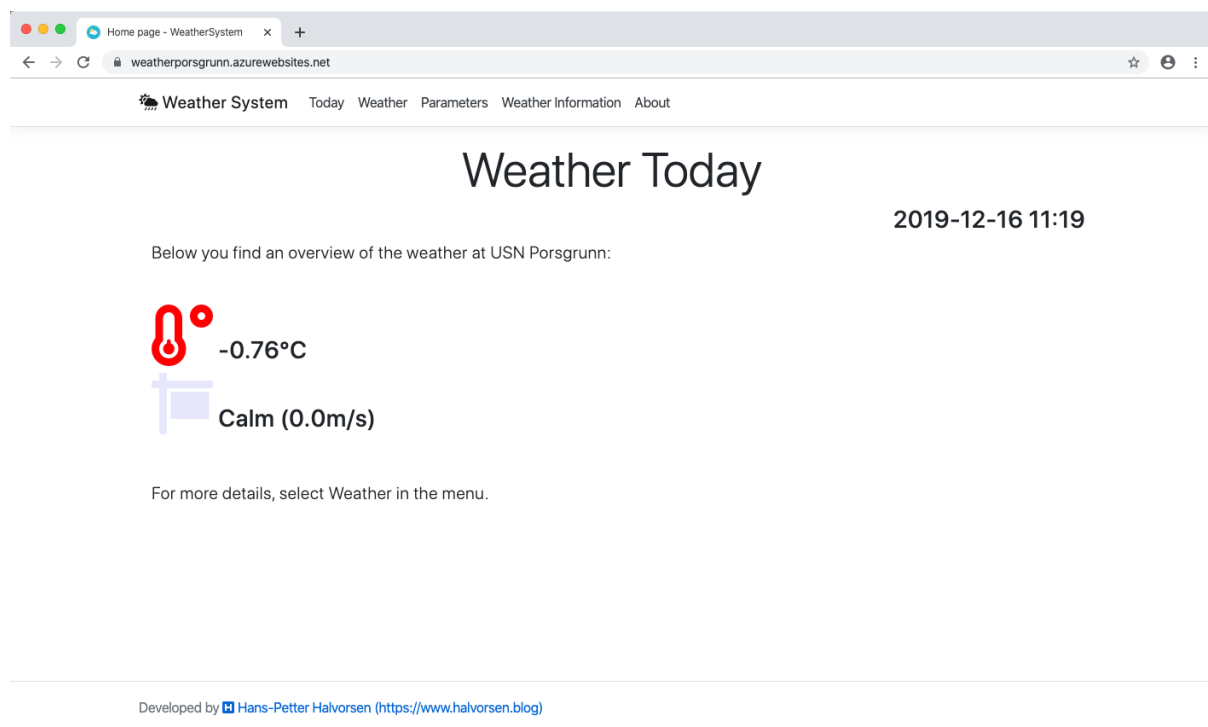 Home page - WeatherSystem
weatherporsgrunn.azurewebsites.net
Weather System Today Weather Parameters Weather Information About
Weather Today
2019-12-16 11:19
Below you find an overview of the weather at USN Porsgrunn:
-0.76°C
Calm (0.0m/s)
For more details, select Weather in the menu.
Developed by H Hans-Petter Halvorsen (https://www.halvorsen.blog)